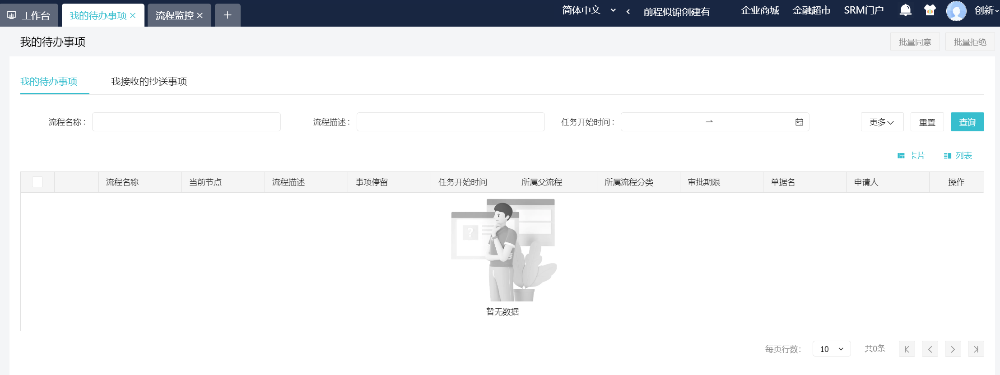 工作台 我的待办事项 × 流程监控 × + 简体中文 前程似锦创建有 企业商城 金融超市 SRM门户 创新
我的待办事项 批量同意 批量拒绝
我的待办事项 我接收的抄送事项
流程名称： 流程描述： 任务开始时间： → 更多 重置 查询
卡片 列表
流程名称 当前节点 流程描述 事项停留 任务开始时间 所属父流程 所属流程分类 审批期限 单据名 申请人 操作
?
暂无数据
每页行数： 10 共0条